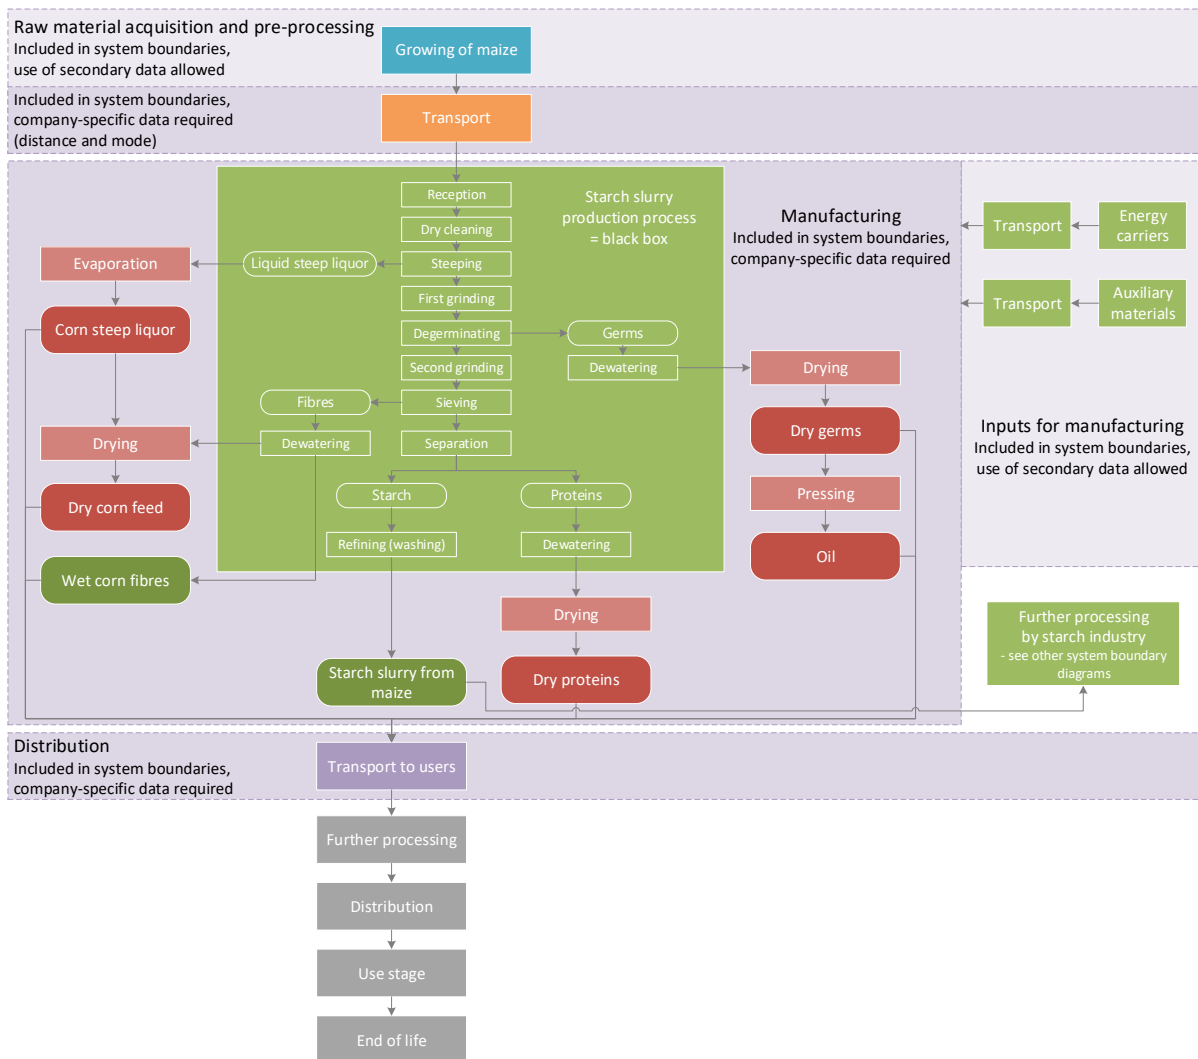 Raw material acquisition and pre-processing
Included in system boundaries,
use of secondary data allowed
Growing of maize
Included in system boundaries,
company-specific data required
(distance and mode)
Transport
Reception
Dry cleaning
Steeping
First grinding
Degerminating
Second grinding
Sieving
Separation
Starch slurry
production process
= black box
Liquid steep liquor
Evaporation
Corn steep liquor
Germs
Dewatering
Fibres
Dewatering
Drying
Dry corn feed
Wet corn fibres
Starch
Refining (washing)
Proteins
Dewatering
Drying
Dry proteins
Starch slurry from
maize
Manufacturing
Included in system boundaries,
company-specific data required
Drying
Dry germs
Pressing
Oil
Transport
Energy
carriers
Transport
Auxiliary
materials
Inputs for manufacturing
Included in system boundaries,
use of secondary data allowed
Further processing
by starch industry
- see other system boundary
diagrams
Distribution
Included in system boundaries,
company-specific data required
Transport to users
Further processing
Distribution
Use stage
End of life